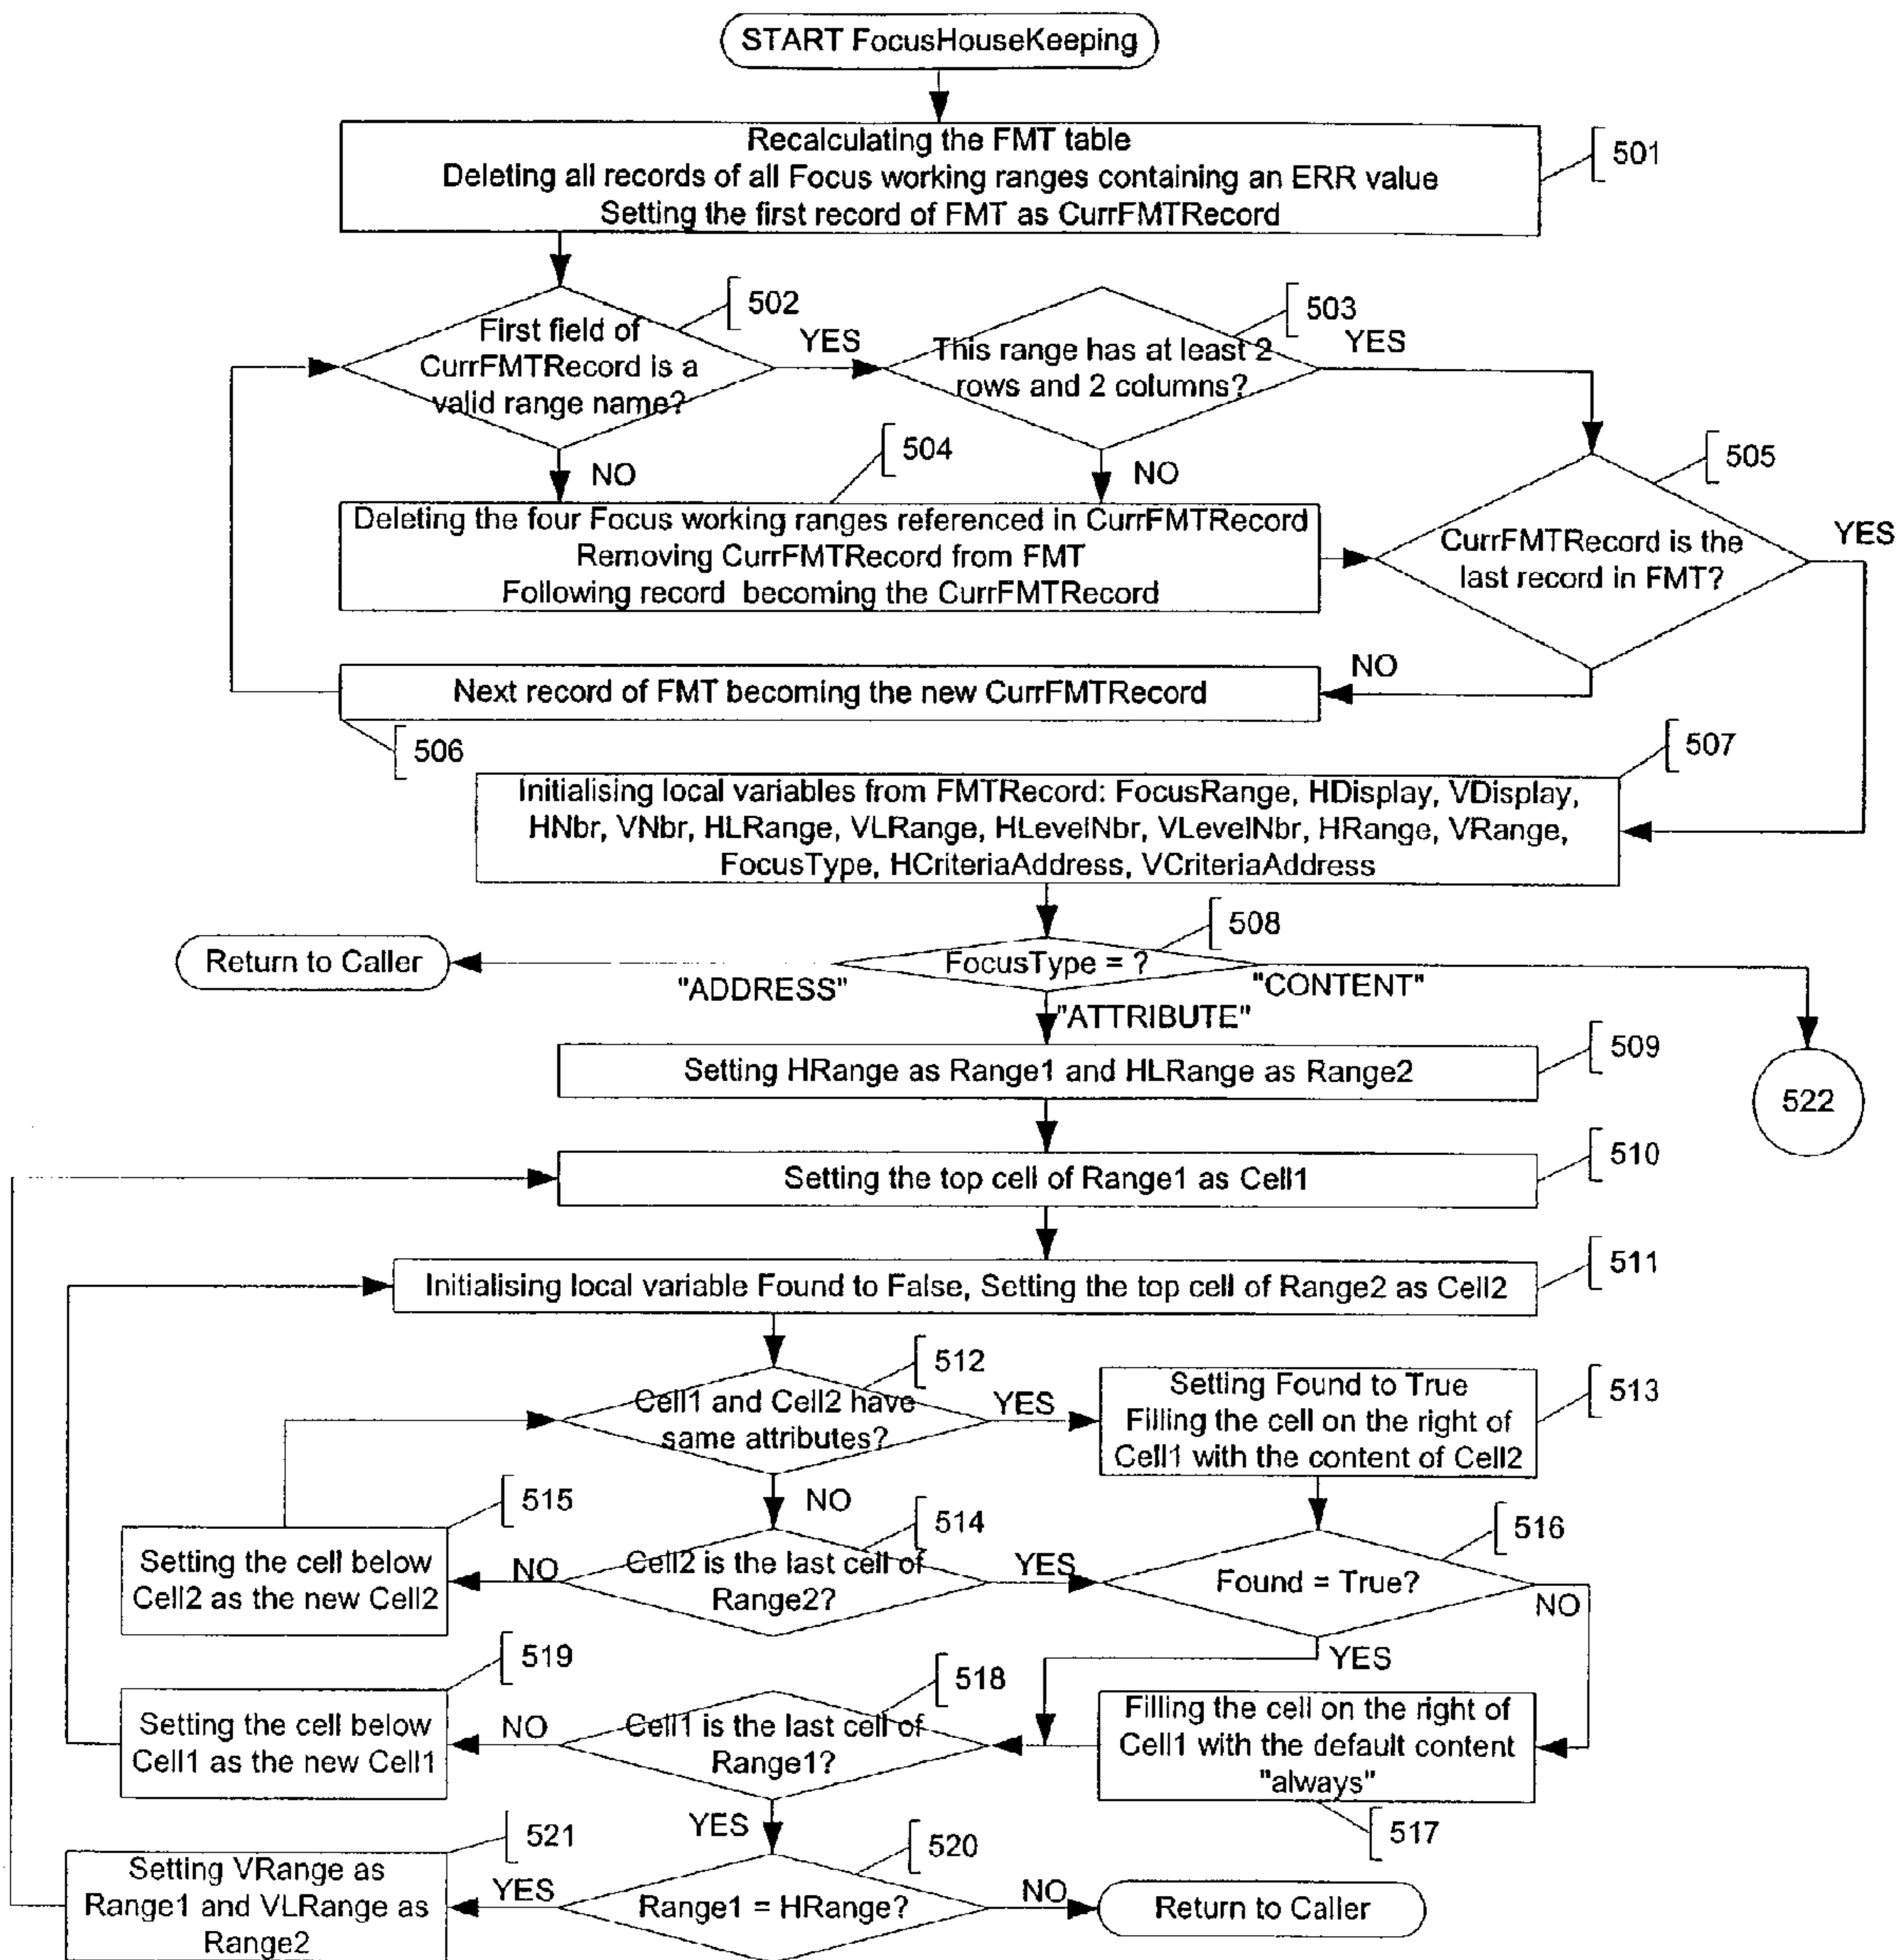 START FocusHouseKeeping
Recalculating the FMT table
Deleting all records of all Focus working ranges containing an ERR value
Setting the first record of FMT as CurrFMTRecord
501
First field of
CurrFMTRecord is a
valid range name?
502
YES
NO
This range has at least 2
rows and 2 columns?
503
YES
NO
504
Deleting the four Focus working ranges referenced in CurrFMTRecord
Removing CurrFMTRecord from FMT
Following record becoming the CurrFMTRecord
505
CurrFMTRecord is the
last record in FMT?
YES
NO
Next record of FMT becoming the new CurrFMTRecord
506
507
Initialising local variables from FMTRecord: FocusRange, HDisplay, VDisplay,
HNbr, VNbr, HLRange, VLRange, HLevelNbr, VLevelNbr, HRange, VRange,
FocusType, HCriteriaAddress, VCriteriaAddress
508
Return to Caller
FocusType = ?
"ADDRESS"
"CONTENT"
"ATTRIBUTE"
522
Setting HRange as Range1 and HLRange as Range2
509
Setting the top cell of Range1 as Cell1
510
Initialising local variable Found to False, Setting the top cell of Range2 as Cell2
511
512
Cell1 and Cell2 have
same attributes?
YES
NO
Setting Found to True
Filling the cell on the right of
Cell1 with the content of Cell2
513
515
Setting the cell below
Cell2 as the new Cell2
NO
514
Cell2 is the last cell of
Range2?
YES
516
Found = True?
NO
YES
519
Setting the cell below
Cell1 as the new Cell1
NO
518
Cell1 is the last cell of
Range1?
YES
Filling the cell on the right of
Cell1 with the default content
"always"
517
521
Setting VRange as
Range1 and VLRange as
Range2
YES
520
Range1 = HRange?
NO
Return to Caller